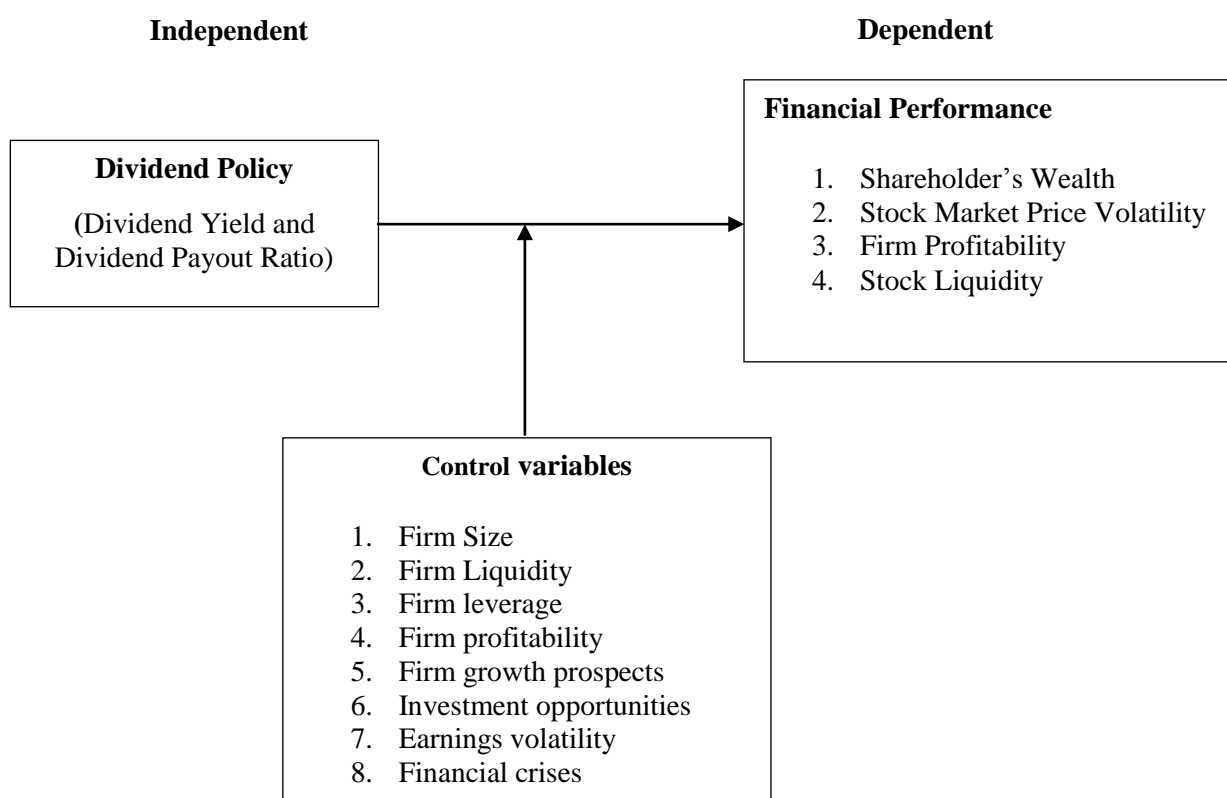 Independent
Dependent
Financial Performance
1. Shareholder’s Wealth
2. Stock Market Price Volatility
3. Firm Profitability
4. Stock Liquidity
Dividend Policy
(Dividend Yield and
Dividend Payout Ratio)
Control variables
1. Firm Size
2. Firm Liquidity
3. Firm leverage
4. Firm profitability
5. Firm growth prospects
6. Investment opportunities
7. Earnings volatility
8. Financial crises